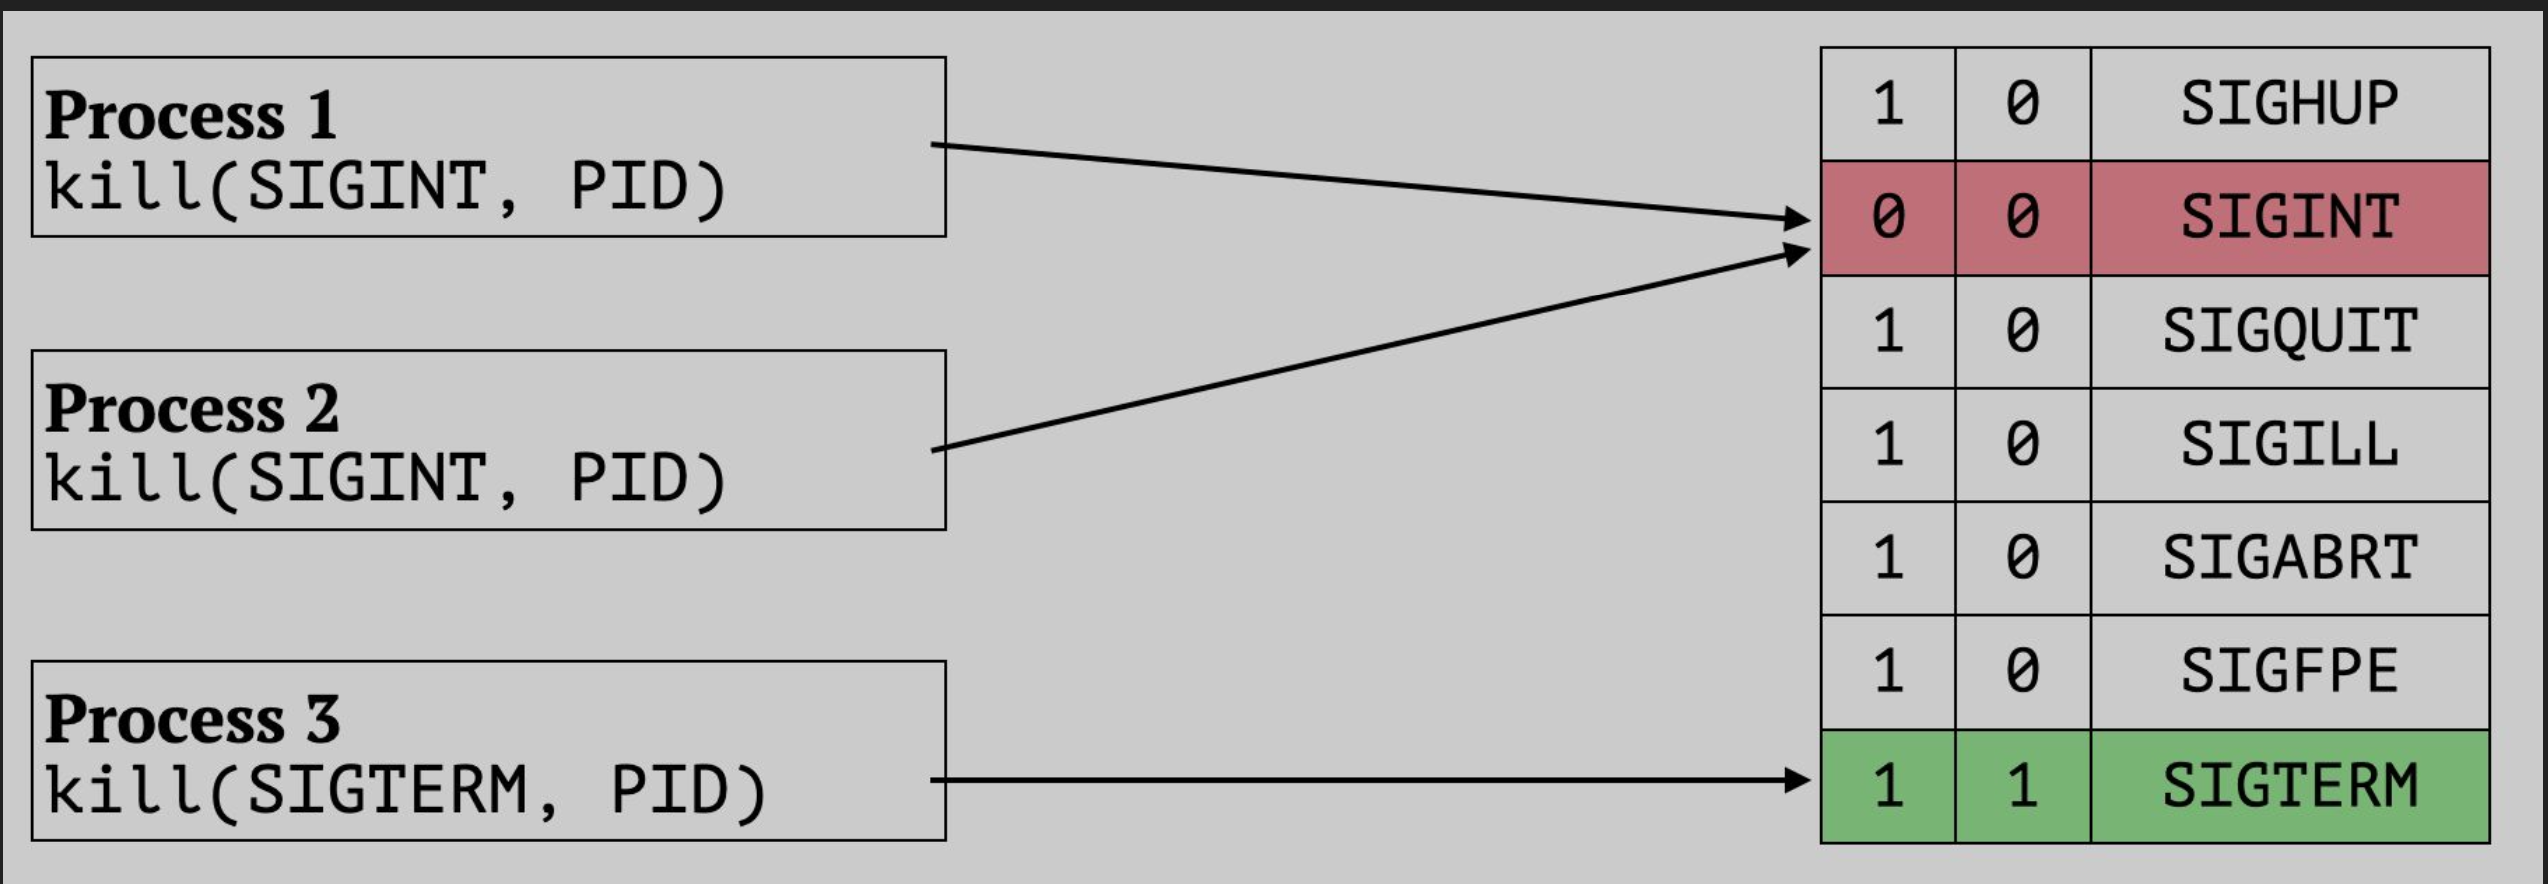 Process 1
kill(SIGINT, PID)
Process 2
kill(SIGINT, PID)
Process 3
kill(SIGTERM, PID)
1 0 SIGHUP
0 0 SIGINT
1 0 SIGQUIT
1 0 SIGILL
1 0 SIGABRT
1 0 SIGFPE
1 1 SIGTERM